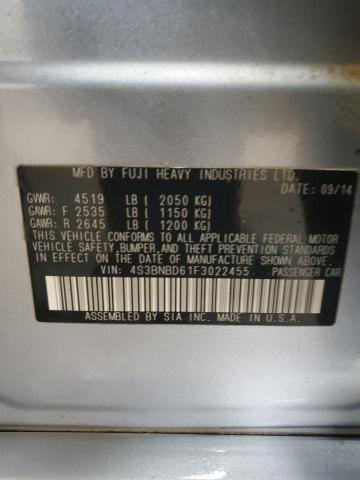 MFD BY FUJI HEAVY INDUSTRIES LTD.
DATE: 09/14
GVWR: 4519 LB ( 2050 KG)
GAWR: F 2535 LB ( 1150 KG)
GAWR: R 2645 LB ( 1200 KG)
THIS VEHICLE CONFORMS TO ALL APPLICABLE FEDERAL MOTOR
VEHICLE SAFETY, BUMPER, AND THEFT PREVENTION STANDARDS
IN EFFECT ON THE DATE OF MANUFACTURE SHOWN ABOVE.
VIN: 4S3BNBD61F3022455 PASSENGER CAR
ASSEMBLED BY SIA INC. MADE IN U.S.A.